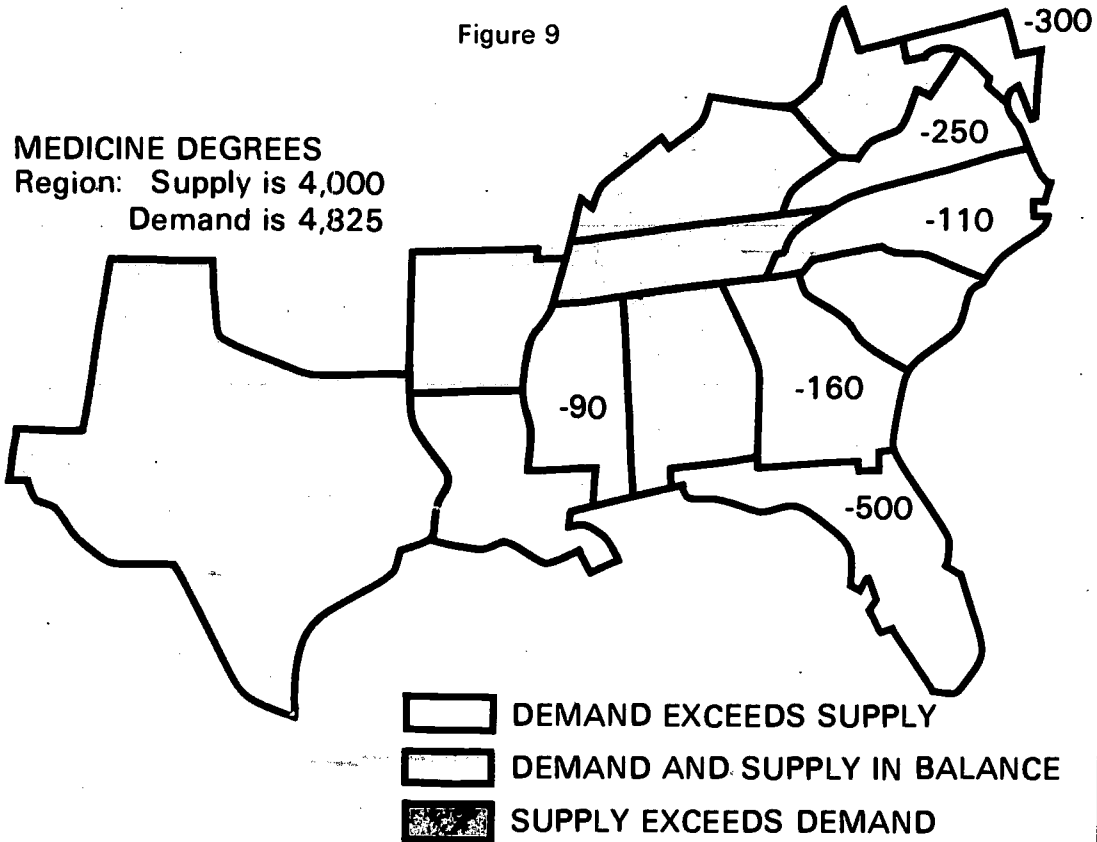 Figure 9
MEDICINE DEGREES
Region: Supply is 4,000
Demand is 4,825
-300
-250
-110
-90
-160
-500
DEMAND EXCEEDS SUPPLY
DEMAND AND SUPPLY IN BALANCE
SUPPLY EXCEEDS DEMAND